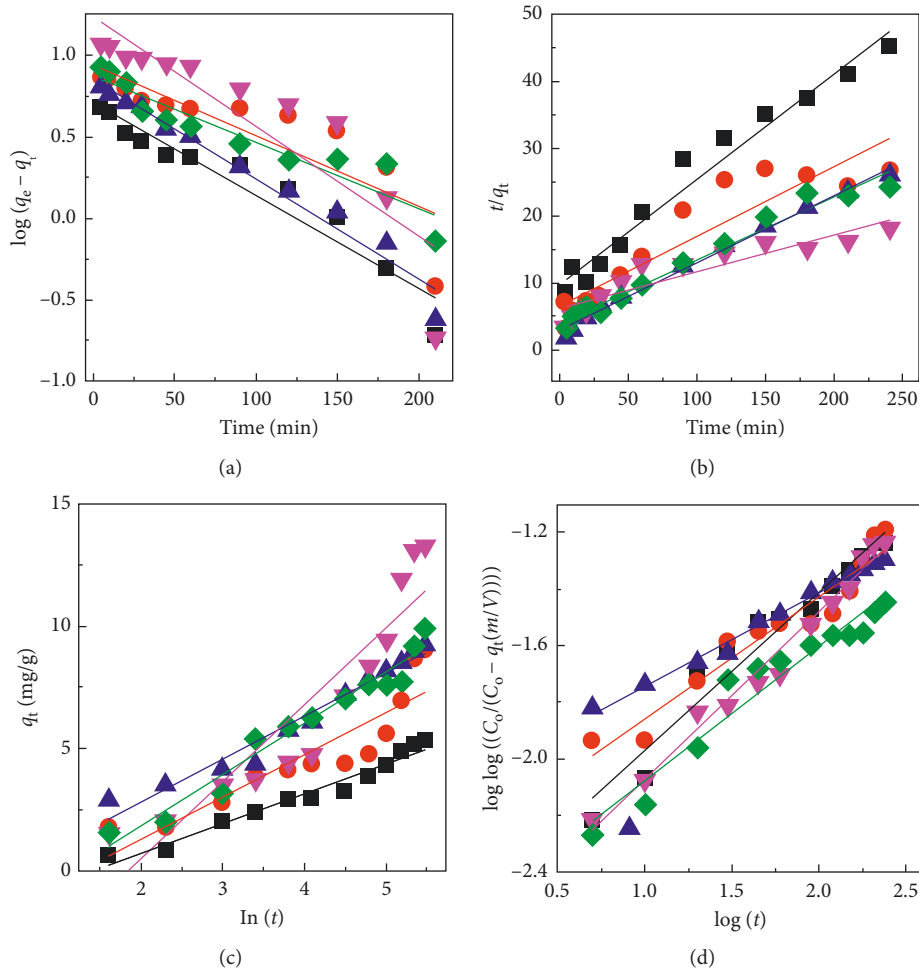 1.0
0.5
0.0
–0.5
–1.0
log (qe – qt)
0 50 100 150 200
Time (min)
(a)
50
40
30
20
10
0
t/qt
0 50 100 150 200 250
Time (min)
(b)
15
10
5
0
qt (mg/g)
2 3 4 5
In (t)
(c)
–1.2
–1.6
–2.0
–2.4
log log ((Co/(Co – qt(m/V))))
0.5 1.0 1.5 2.0 2.5
log (t)
(d)